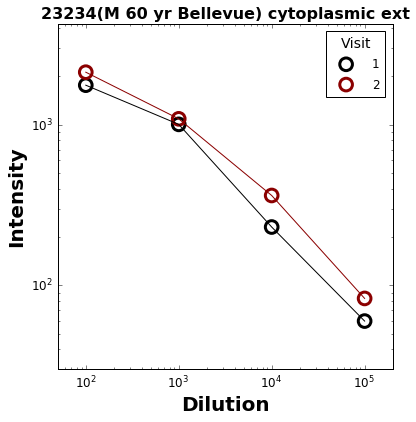 23234(M 60 yr Bellevue) cytoplasmic ext
Visit
1
2
10³
10²
Intensity
10² 10³ 10⁴ 10⁵
Dilution